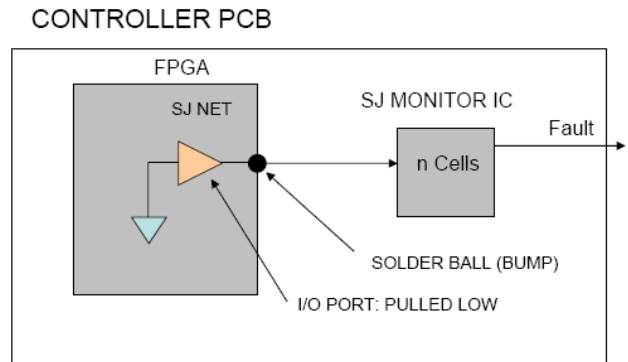 CONTROLLER PCB
FPGA
SJ NET
SJ MONITOR IC
Fault
n Cells
SOLDER BALL (BUMP)
I/O PORT: PULLED LOW